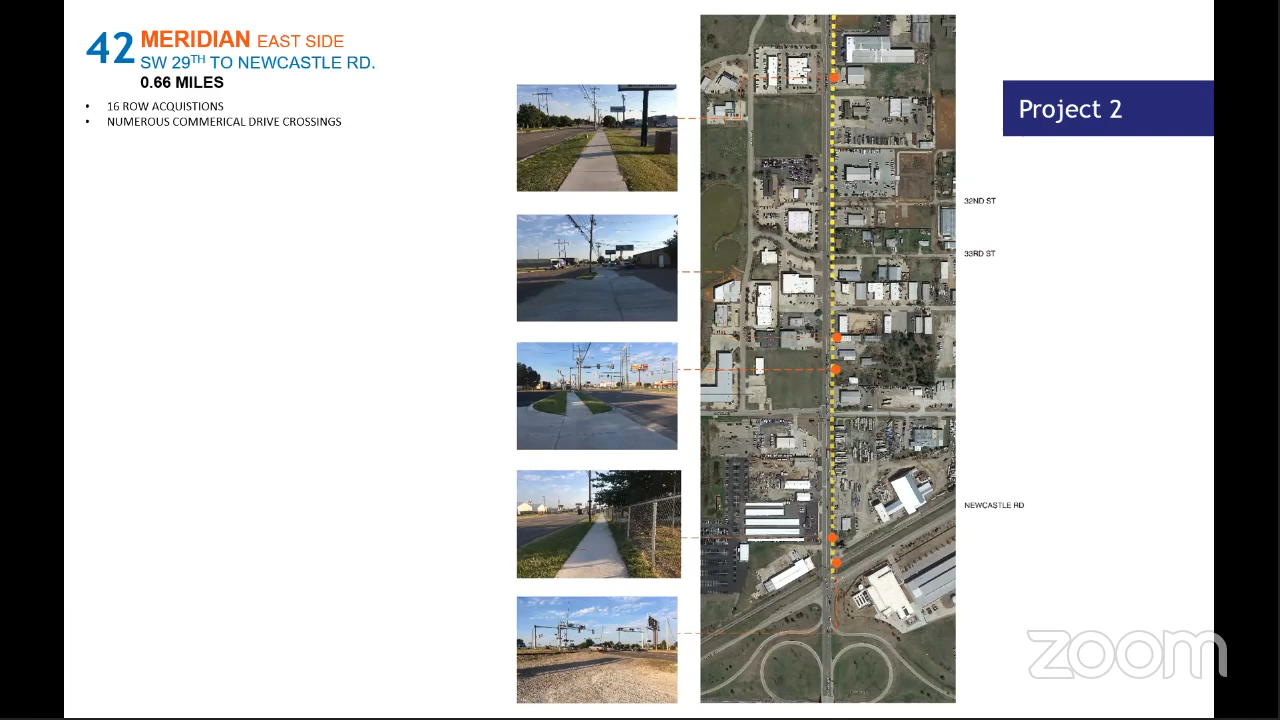 42
MERIDIAN EAST SIDE
SW 29TH TO NEWCASTLE RD.
0.66 MILES
• 16 ROW ACQUISTIONS
• NUMEROUS COMMERICAL DRIVE CROSSINGS
Project 2
32ND ST
33RD ST
NEWCASTLE RD
zoom